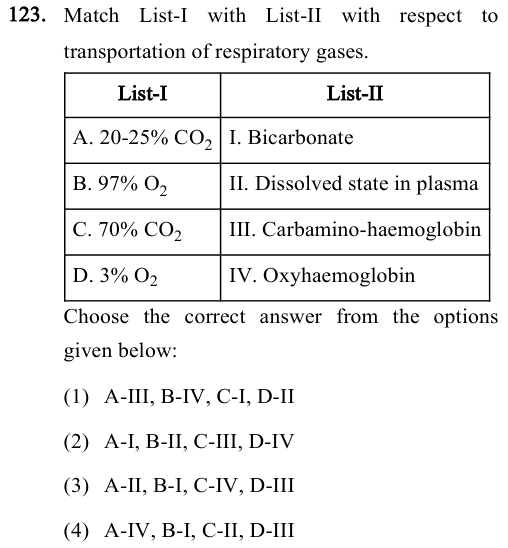 123. Match List-I with List-II with respect to
transportation of respiratory gases.
List-I List-II
A. 20-25% CO₂ I. Bicarbonate
B. 97% O₂ II. Dissolved state in plasma
C. 70% CO₂ III. Carbamino-haemoglobin
D. 3% O₂ IV. Oxyhaemoglobin
Choose the correct answer from the options
given below:
(1) A-III, B-IV, C-I, D-II
(2) A-I, B-II, C-III, D-IV
(3) A-II, B-I, C-IV, D-III
(4) A-IV, B-I, C-II, D-III